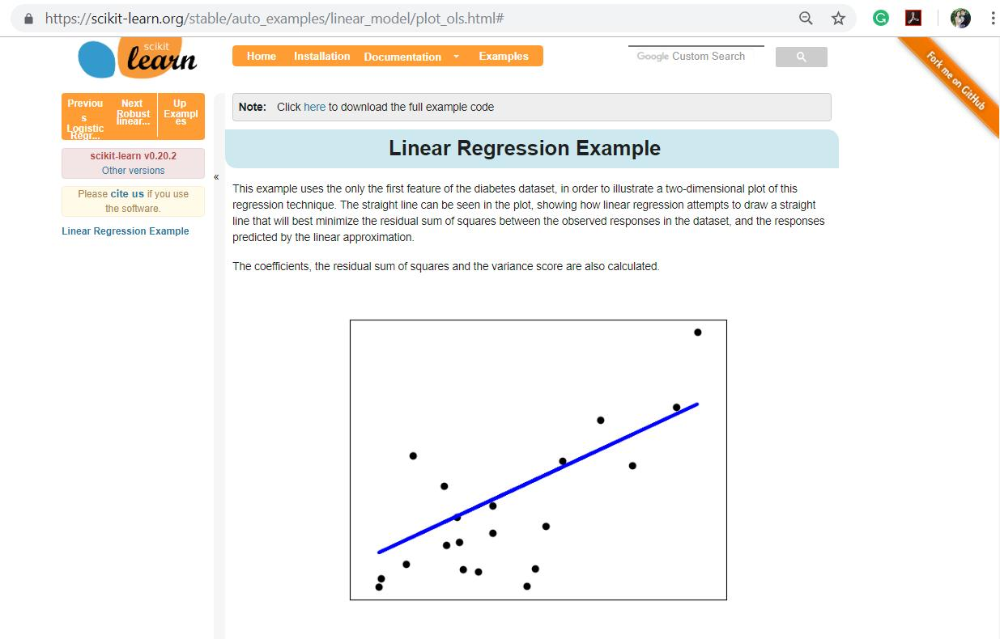 https://scikit-learn.org/stable/auto_examples/linear_model/plot_ols.html#
scikit
learn
Home Installation Documentation Examples
Google Custom Search
Fork me on GitHub
Previou
s
Logistic
Regr...
Next
Robust
linear...
Up
Exampl
es
scikit-learn v0.20.2
Other versions
Please cite us if you use
the software.
Linear Regression Example
«
Note: Click here to download the full example code
Linear Regression Example
This example uses the only the first feature of the diabetes dataset, in order to illustrate a two-dimensional plot of this
regression technique. The straight line can be seen in the plot, showing how linear regression attempts to draw a straight
line that will best minimize the residual sum of squares between the observed responses in the dataset, and the responses
predicted by the linear approximation.
The coefficients, the residual sum of squares and the variance score are also calculated.